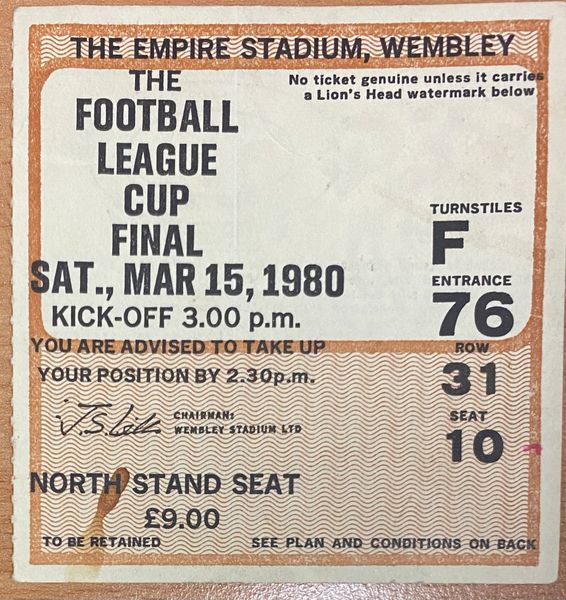 THE EMPIRE STADIUM, WEMBLEY
THE
FOOTBALL
LEAGUE
CUP
FINAL
SAT., MAR 15, 1980
KICK-OFF 3.00 p.m.
No ticket genuine unless it carries
a Lion's Head watermark below
TURNSTILES
F
ENTRANCE
76
ROW
31
SEAT
10
YOU ARE ADVISED TO TAKE UP
YOUR POSITION BY 2.30p.m.
CHAIRMAN:
WEMBLEY STADIUM LTD
NORTH STAND SEAT
£9.00
TO BE RETAINED
SEE PLAN AND CONDITIONS ON BACK